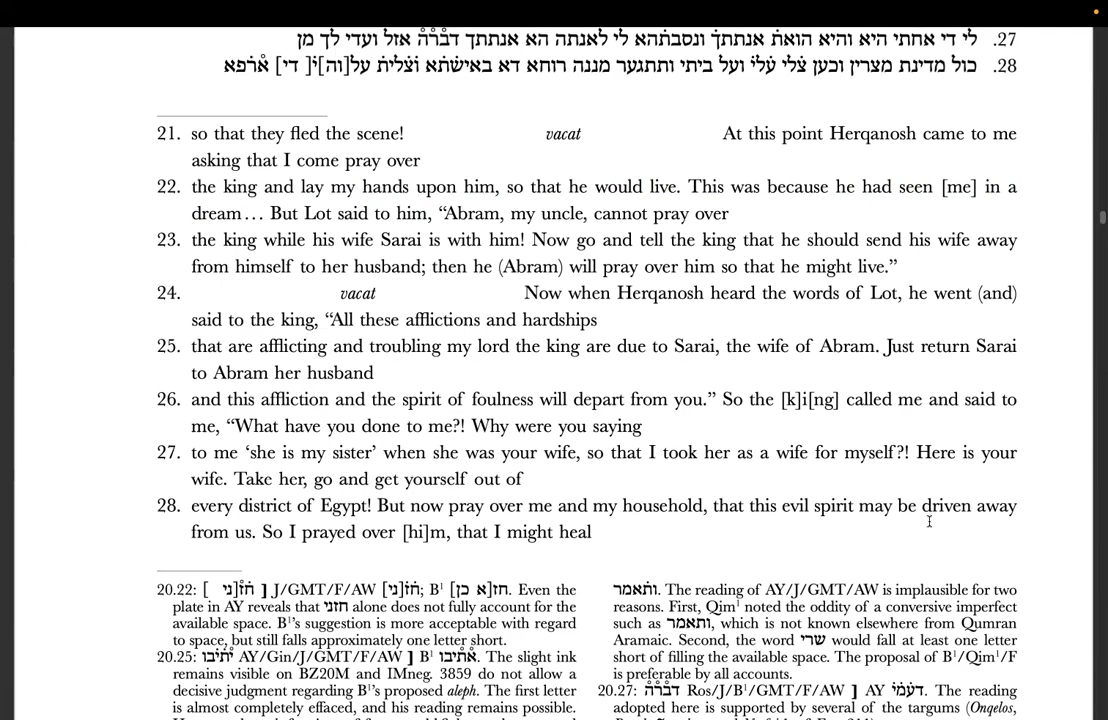 27. לי די אחתי היא והיא הואת אנתתך ונסבתהא לי לאנתה הא אנתתך דברה אזל ועדי לך מן
28. כול מדינת מצרין וכען צלי עלי ועל ביתי ותתגער מננה רוחא דא באישתא וצלית על[וה]י [די] ארפא
21. so that they fled the scene! vacat At this point Herqanosh came to me
asking that I come pray over
22. the king and lay my hands upon him, so that he would live. This was because he had seen [me] in a
dream… But Lot said to him, “Abram, my uncle, cannot pray over
23. the king while his wife Sarai is with him! Now go and tell the king that he should send his wife away
from himself to her husband; then he (Abram) will pray over him so that he might live.”
24. vacat Now when Herqanosh heard the words of Lot, he went (and)
said to the king, “All these afflictions and hardships
25. that are afflicting and troubling my lord the king are due to Sarai, the wife of Abram. Just return Sarai
to Abram her husband
26. and this affliction and the spirit of foulness will depart from you.” So the [k]i[ng] called me and said to
me, “What have you done to me?! Why were you saying
27. to me ‘she is my sister’ when she was your wife, so that I took her as a wife for myself?! Here is your
wife. Take her, go and get yourself out of
28. every district of Egypt! But now pray over me and my household, that this evil spirit may be driven away
from us. So I prayed over [hi]m, that I might heal
20.22: חז[ני ] ] J/GMT/F/AW חז[ני]; B¹ חז[א כן]. Even the
plate in AY reveals that חזני alone does not fully account for the
available space. B¹’s suggestion is more acceptable with regard
to space, but still falls approximately one letter short.
20.25: יתיבו AY/Gin/J/GMT/F/AW ] B¹ אתיבו. The slight ink
remains visible on BZ20M and IMneg. 3859 do not allow a
decisive judgment regarding B¹’s proposed aleph. The first letter
is almost completely effaced, and his reading remains possible.
ותאמר. The reading of AY/J/GMT/AW is implausible for two
reasons. First, Qim¹ noted the oddity of a conversive imperfect
such as ותאמר, which is not known elsewhere from Qumran
Aramaic. Second, the word שרי would fall at least one letter
short of filling the available space. The proposal of B¹/Qim¹/F
is preferable by all accounts.
20.27: דברה Ros/J/B¹/GMT/F/AW ] AY דעמי. The reading
adopted here is supported by several of the targums (Onqelos,